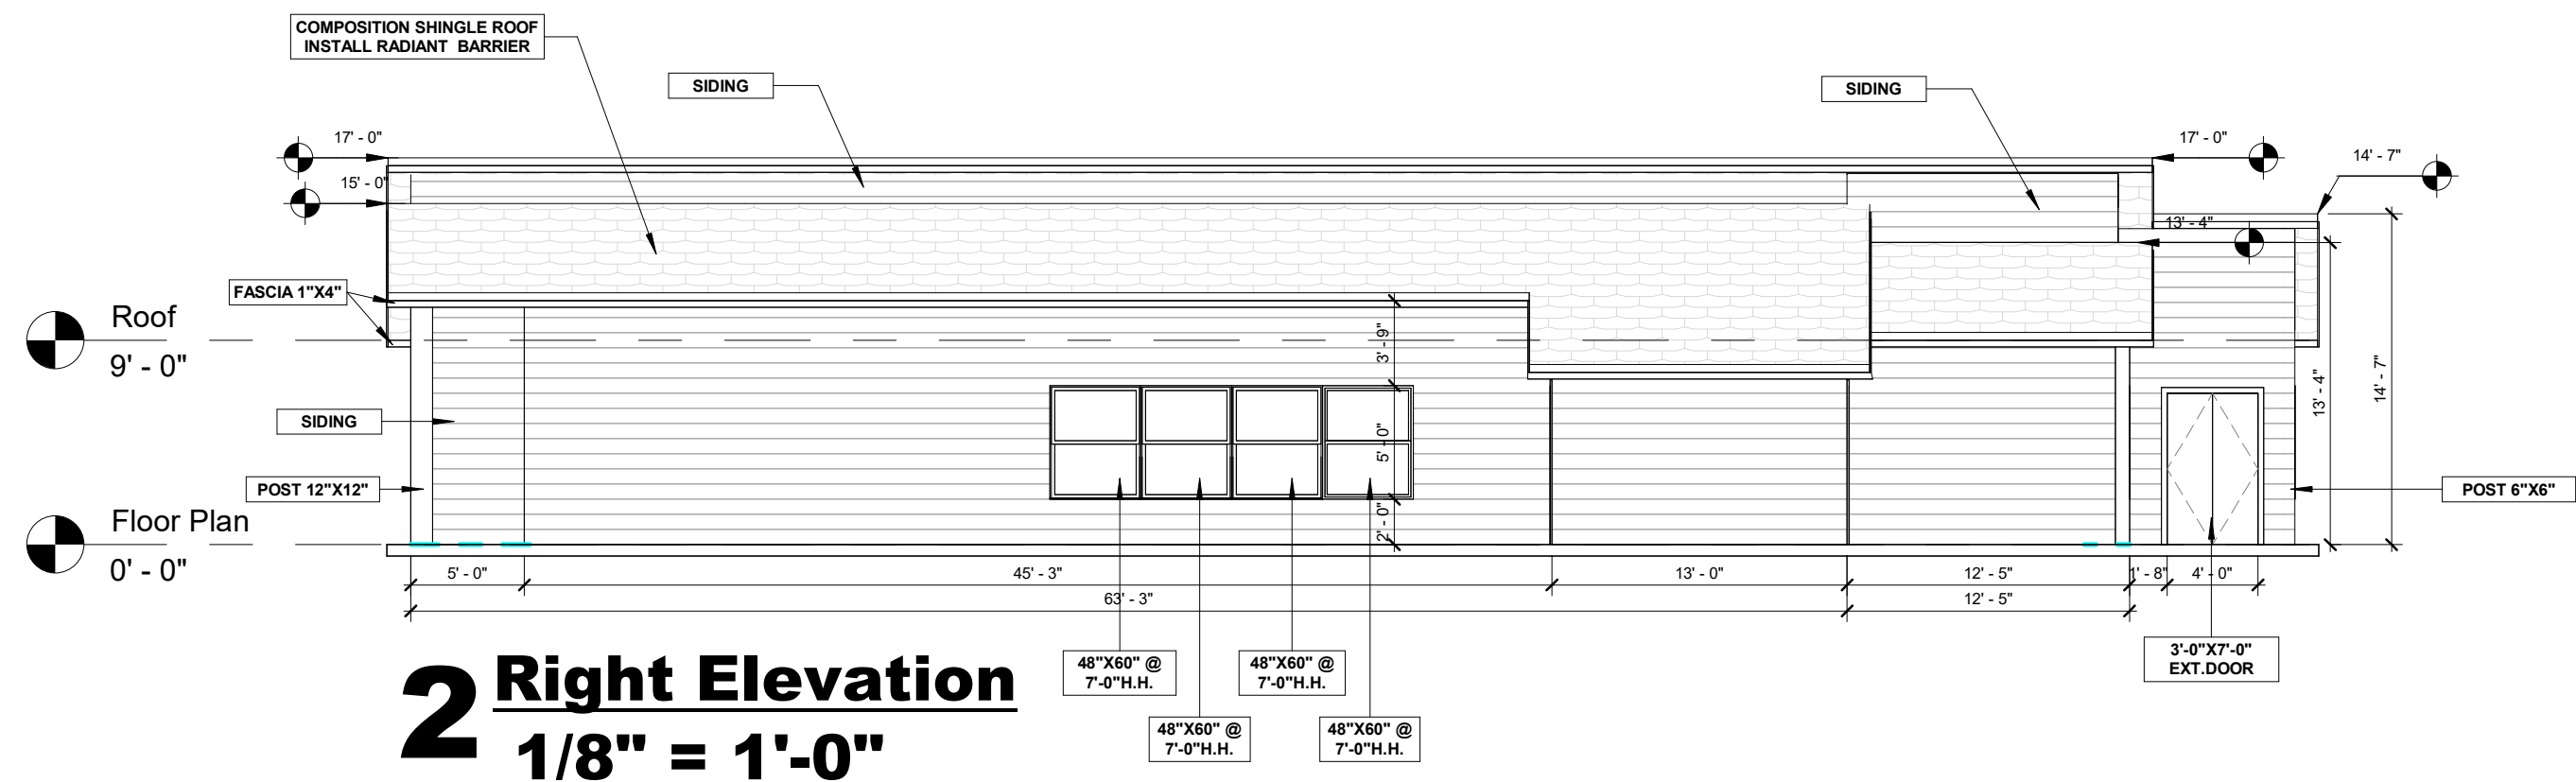 COMPOSITION SHINGLE ROOF
INSTALL RADIANT BARRIER
SIDING
SIDING
17' - 0"
17' - 0"
14' - 7"
15' - 0"
13' - 4"
FASCIA 1"X4"
Roof
9' - 0"
3' - 9"
14' - 7"
13' - 4"
SIDING
5' - 0"
POST 12"X12"
POST 6"X6"
Floor Plan
0' - 0"
2' - 0"
5' - 0"
45' - 3"
13' - 0"
12' - 5"
1' - 8"
4' - 0"
63' - 3"
12' - 5"
48"X60" @
7'-0"H.H.
48"X60" @
7'-0"H.H.
48"X60" @
7'-0"H.H.
48"X60" @
7'-0"H.H.
3'-0"X7'-0"
EXT.DOOR
2 Right Elevation
1/8" = 1'-0"